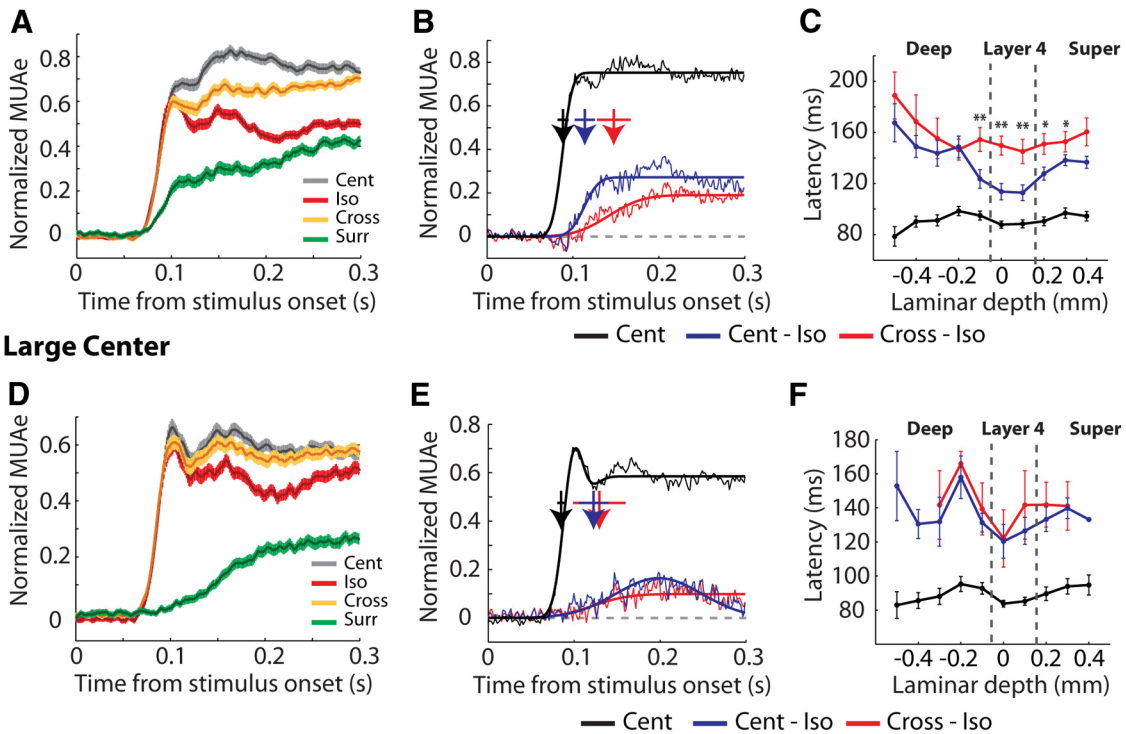 A
Normalized MUAe
0.8
0.6
0.4
0.2
0
Cent
Iso
Cross
Surr
0 0.1 0.2 0.3
Time from stimulus onset (s)
B
Normalized MUAe
0.8
0.6
0.4
0.2
0
0 0.1 0.2 0.3
Time from stimulus onset (s)
C
Deep Layer 4 Super
Latency (ms)
200
160
120
80
** ** ** * *
-0.4 -0.2 0 0.2 0.4
Laminar depth (mm)
Cent Cent - Iso Cross - Iso
Large Center
D
Normalized MUAe
0.6
0.4
0.2
0
Cent
Iso
Cross
Surr
0 0.1 0.2 0.3
Time from stimulus onset (s)
E
Normalized MUAe
0.8
0.6
0.4
0.2
0
0 0.1 0.2 0.3
Time from stimulus onset (s)
F
Deep Layer 4 Super
Latency (ms)
180
160
140
120
100
80
-0.4 -0.2 0 0.2 0.4
Laminar depth (mm)
Cent Cent - Iso Cross - Iso